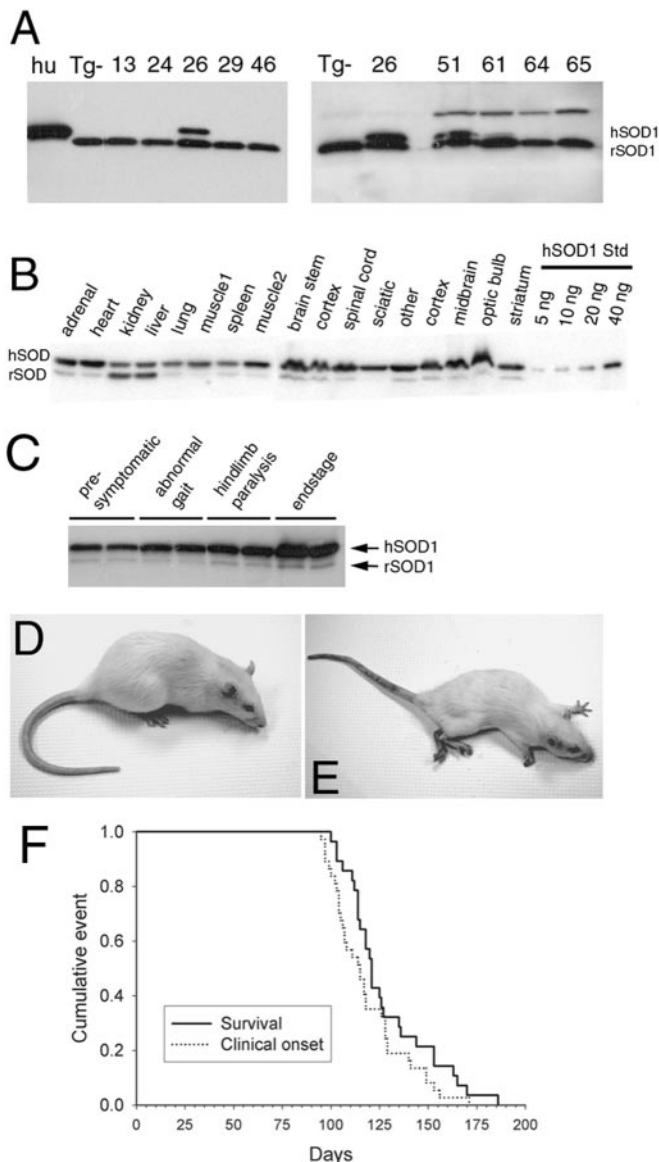 A
hu Tg- 13 24 26 29 46
Tg- 26 51 61 64 65
hSOD1
rSOD1
B
adrenal
heart
kidney
liver
lung
muscle1
spleen
muscle2
brain stem
cortex
spinal cord
sciatic
other
cortex
midbrain
optic bulb
striatum
hSOD1 Std
5 ng
10 ng
20 ng
40 ng
hSOD
rSOD
C
pre-
symptomatic
abnormal
gait
hindlimb
paralysis
endstage
hSOD1
rSOD1
D
E
F
Cumulative event
1.0
0.8
0.6
0.4
0.2
0.0
Survival
Clinical onset
0 25 50 75 100 125 150 175 200
Days